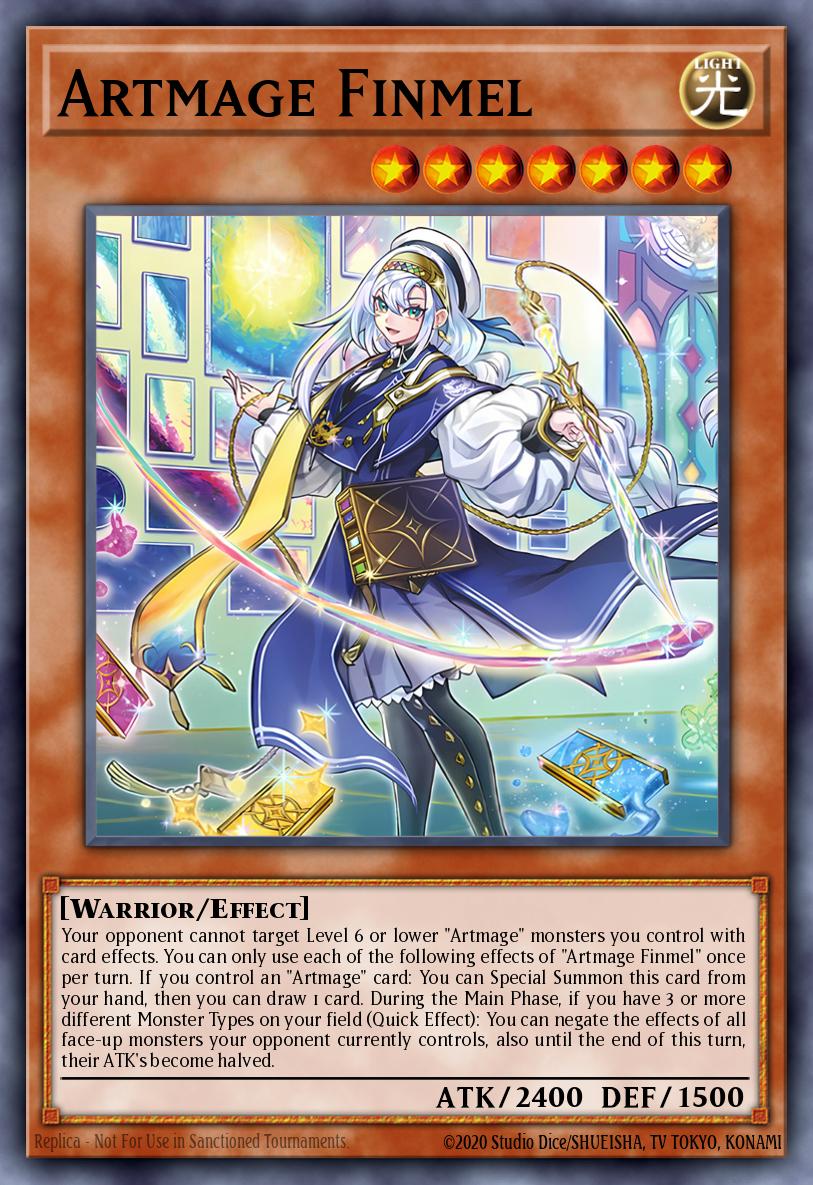 Artmage Finmel
LIGHT
光
[Warrior/Effect]
Your opponent cannot target Level 6 or lower "Artmage" monsters you control with
card effects. You can only use each of the following effects of "Artmage Finmel" once
per turn. If you control an "Artmage" card: You can Special Summon this card from
your hand, then you can draw 1 card. During the Main Phase, if you have 3 or more
different Monster Types on your field (Quick Effect): You can negate the effects of all
face-up monsters your opponent currently controls, also until the end of this turn,
their ATK's become halved.
ATK/2400 DEF/1500
Replica - Not For Use in Sanctioned Tournaments.
©2020 Studio Dice/SHUEISHA, TV TOKYO, KONAMI